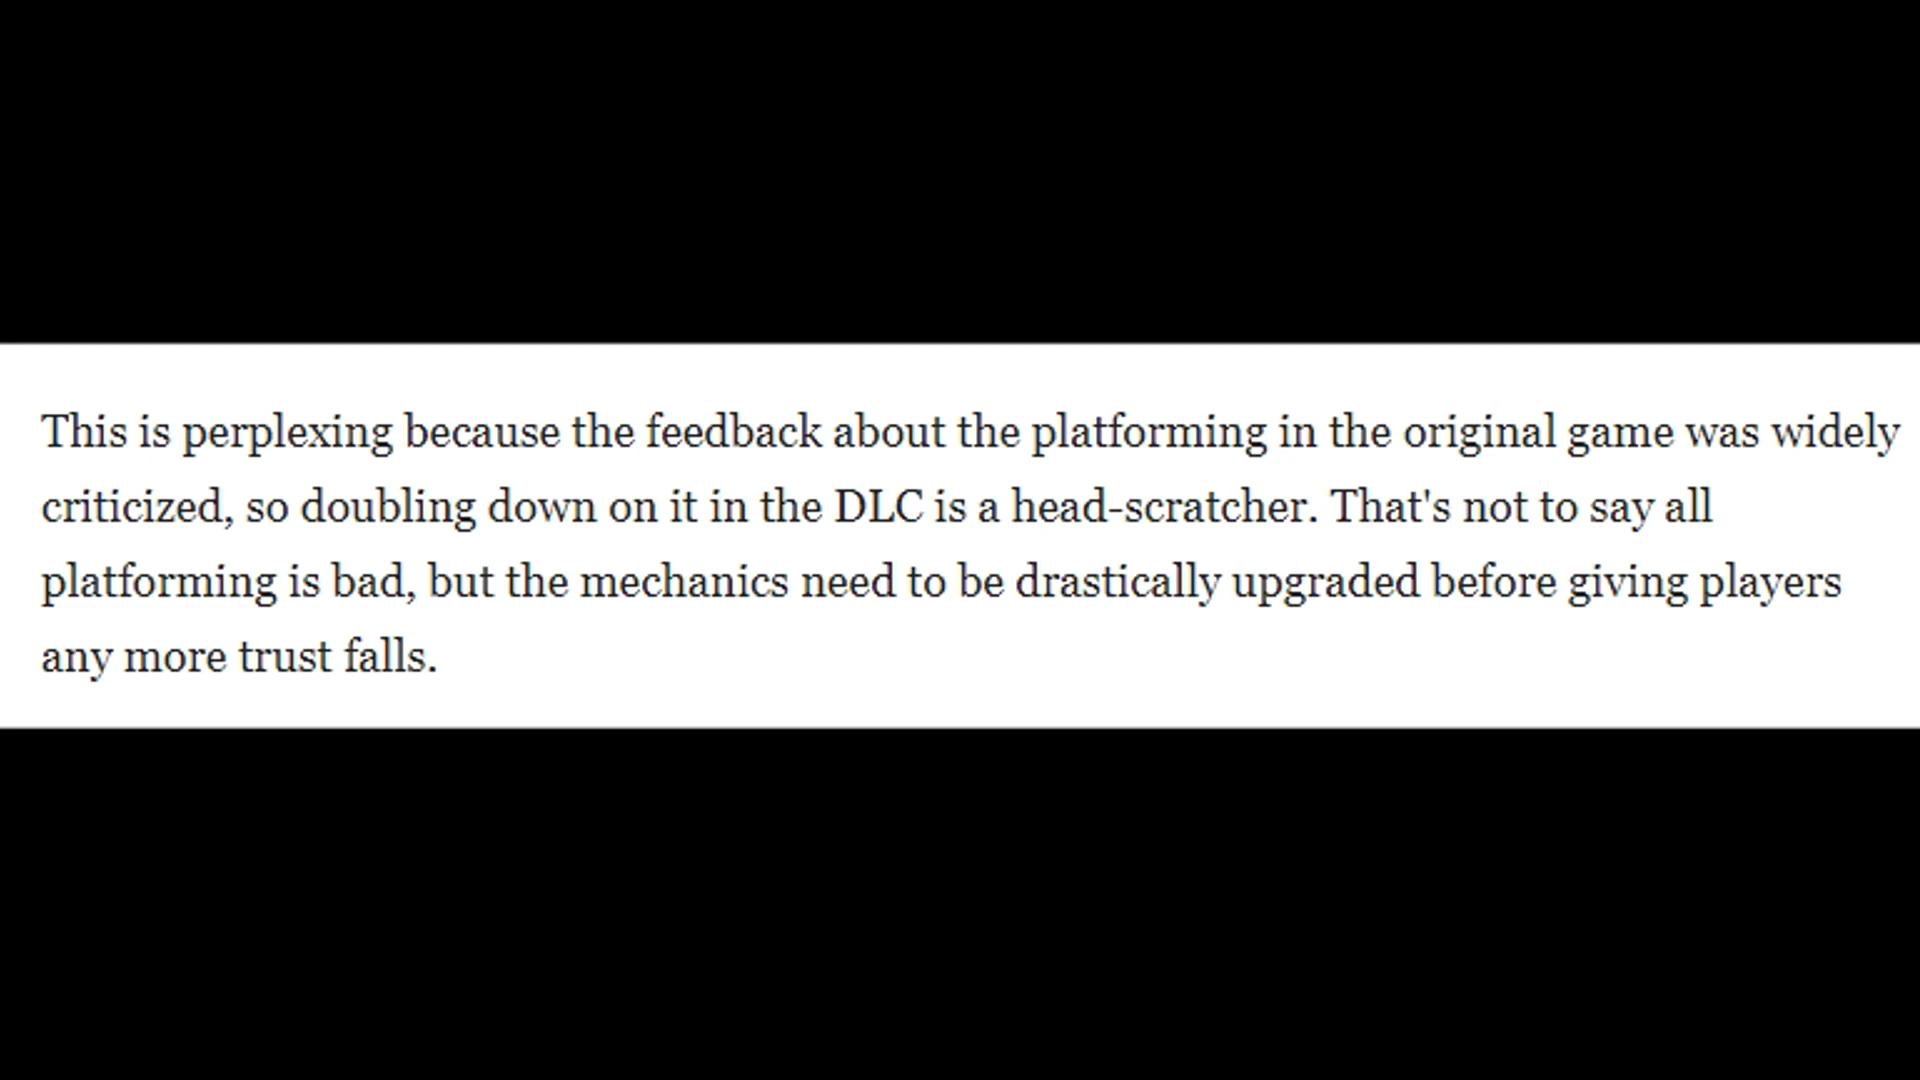 This is perplexing because the feedback about the platforming in the original game was widely
criticized, so doubling down on it in the DLC is a head-scratcher. That's not to say all
platforming is bad, but the mechanics need to be drastically upgraded before giving players
any more trust falls.